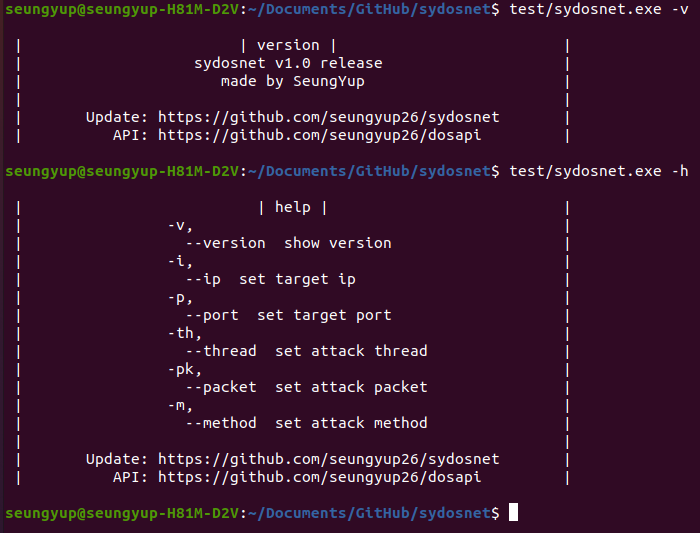 seungyup@seungyup-H81M-D2V:~/Documents/GitHub/sydosnet$ test/sydosnet.exe -v
| | version | |
| sydosnet v1.0 release |
| made by SeungYup |
| |
| Update: https://github.com/seungyup26/sydosnet |
| API: https://github.com/seungyup26/dosapi |
seungyup@seungyup-H81M-D2V:~/Documents/GitHub/sydosnet$ test/sydosnet.exe -h
| | help | |
| -v, |
| --version show version |
| -i, |
| --ip set target ip |
| -p, |
| --port set target port |
| -th, |
| --thread set attack thread |
| -pk, |
| --packet set attack packet |
| -m, |
| --method set attack method |
| |
| Update: https://github.com/seungyup26/sydosnet |
| API: https://github.com/seungyup26/dosapi |
seungyup@seungyup-H81M-D2V:~/Documents/GitHub/sydosnet$